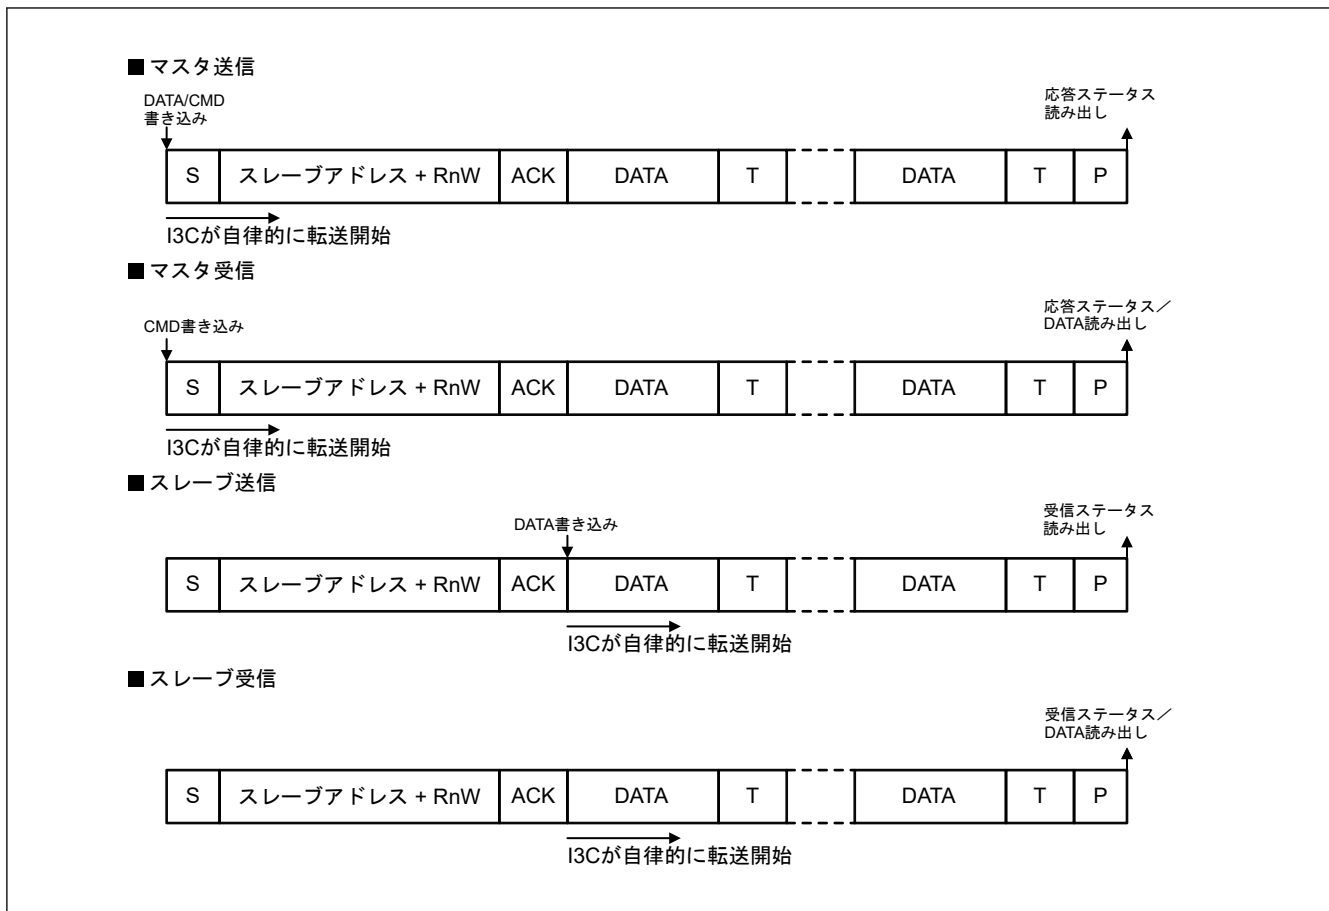 ■ マスタ送信
DATA/CMD
書き込み
応答ステータス
読み出し
S スレーブアドレス + RnW ACK DATA T DATA T P
I3Cが自律的に転送開始
■ マスタ受信
CMD書き込み
応答ステータス／
DATA読み出し
S スレーブアドレス + RnW ACK DATA T DATA T P
I3Cが自律的に転送開始
■ スレーブ送信
DATA書き込み
受信ステータス
読み出し
S スレーブアドレス + RnW ACK DATA T DATA T P
I3Cが自律的に転送開始
■ スレーブ受信
受信ステータス／
DATA読み出し
S スレーブアドレス + RnW ACK DATA T DATA T P
I3Cが自律的に転送開始